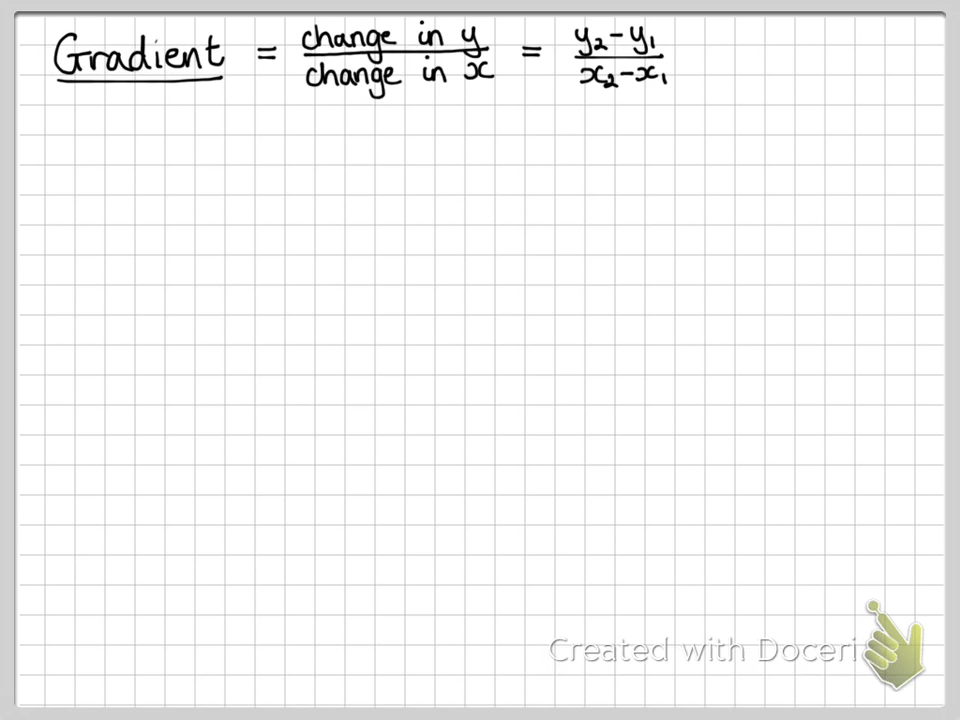 Gradient = change in y / change in x = y₂ - y₁ / x₂ - x₁
Created with Doceri